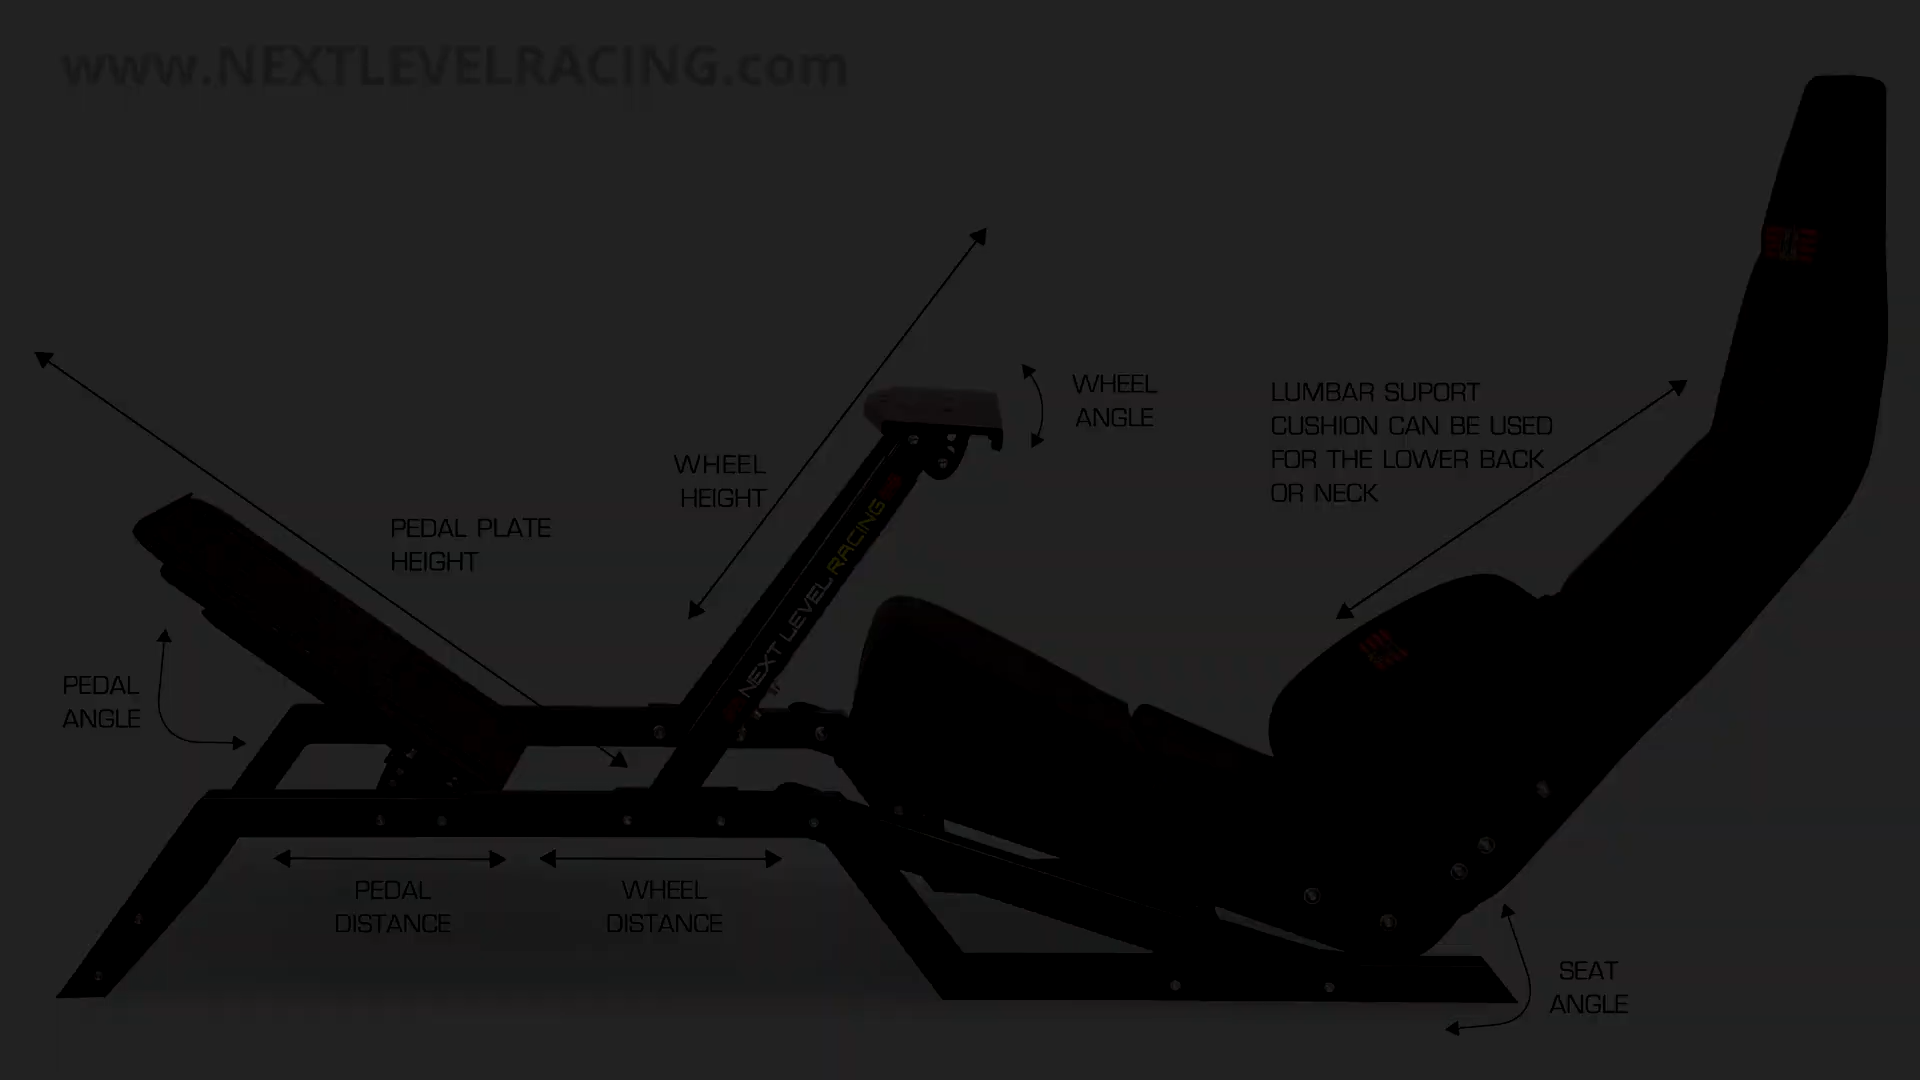 www.NEXTLEVELRACING.com
WHEEL
ANGLE
LUMBAR SUPORT
CUSHION CAN BE USED
FOR THE LOWER BACK
OR NECK
WHEEL
HEIGHT
PEDAL PLATE
HEIGHT
NEXT LEVEL RACING
PEDAL
ANGLE
PEDAL
DISTANCE
WHEEL
DISTANCE
SEAT
ANGLE